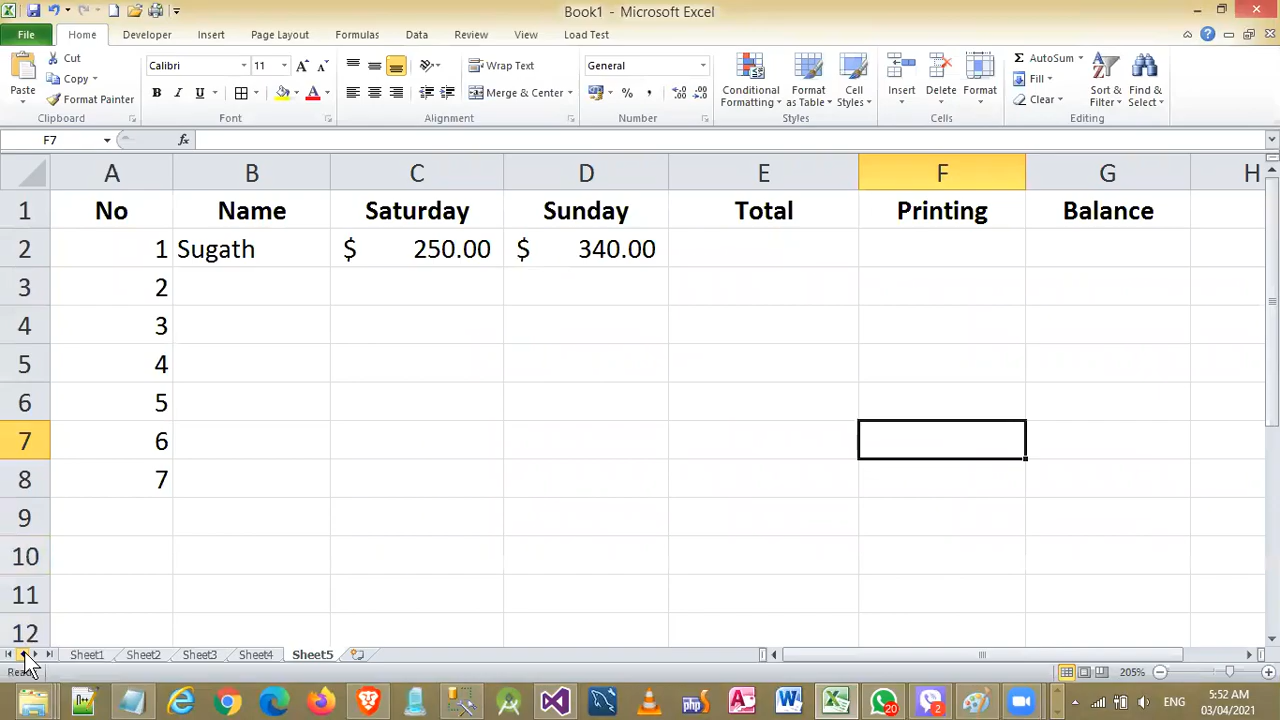 Book1 - Microsoft Excel
File Home Developer Insert Page Layout Formulas Data Review View Load Test
Paste Cut Copy Format Painter Clipboard
Calibri 11 B I U A Font
Wrap Text Merge & Center Alignment
General % , Number
Conditional Formatting Format as Table Cell Styles Styles
Insert Delete Format Cells
Σ AutoSum Fill Clear Sort & Filter Find & Select Editing
F7 fx
A B C D E F G H
1 No Name Saturday Sunday Total Printing Balance
2 1 Sugath $ 250.00 $ 340.00
3 2
4 3
5 4
6 5
7 6
8 7
9
10
11
12
Sheet1 Sheet2 Sheet3 Sheet4 Sheet5
205%
php W 20 2 ENG 5:52 AM
03/04/2021